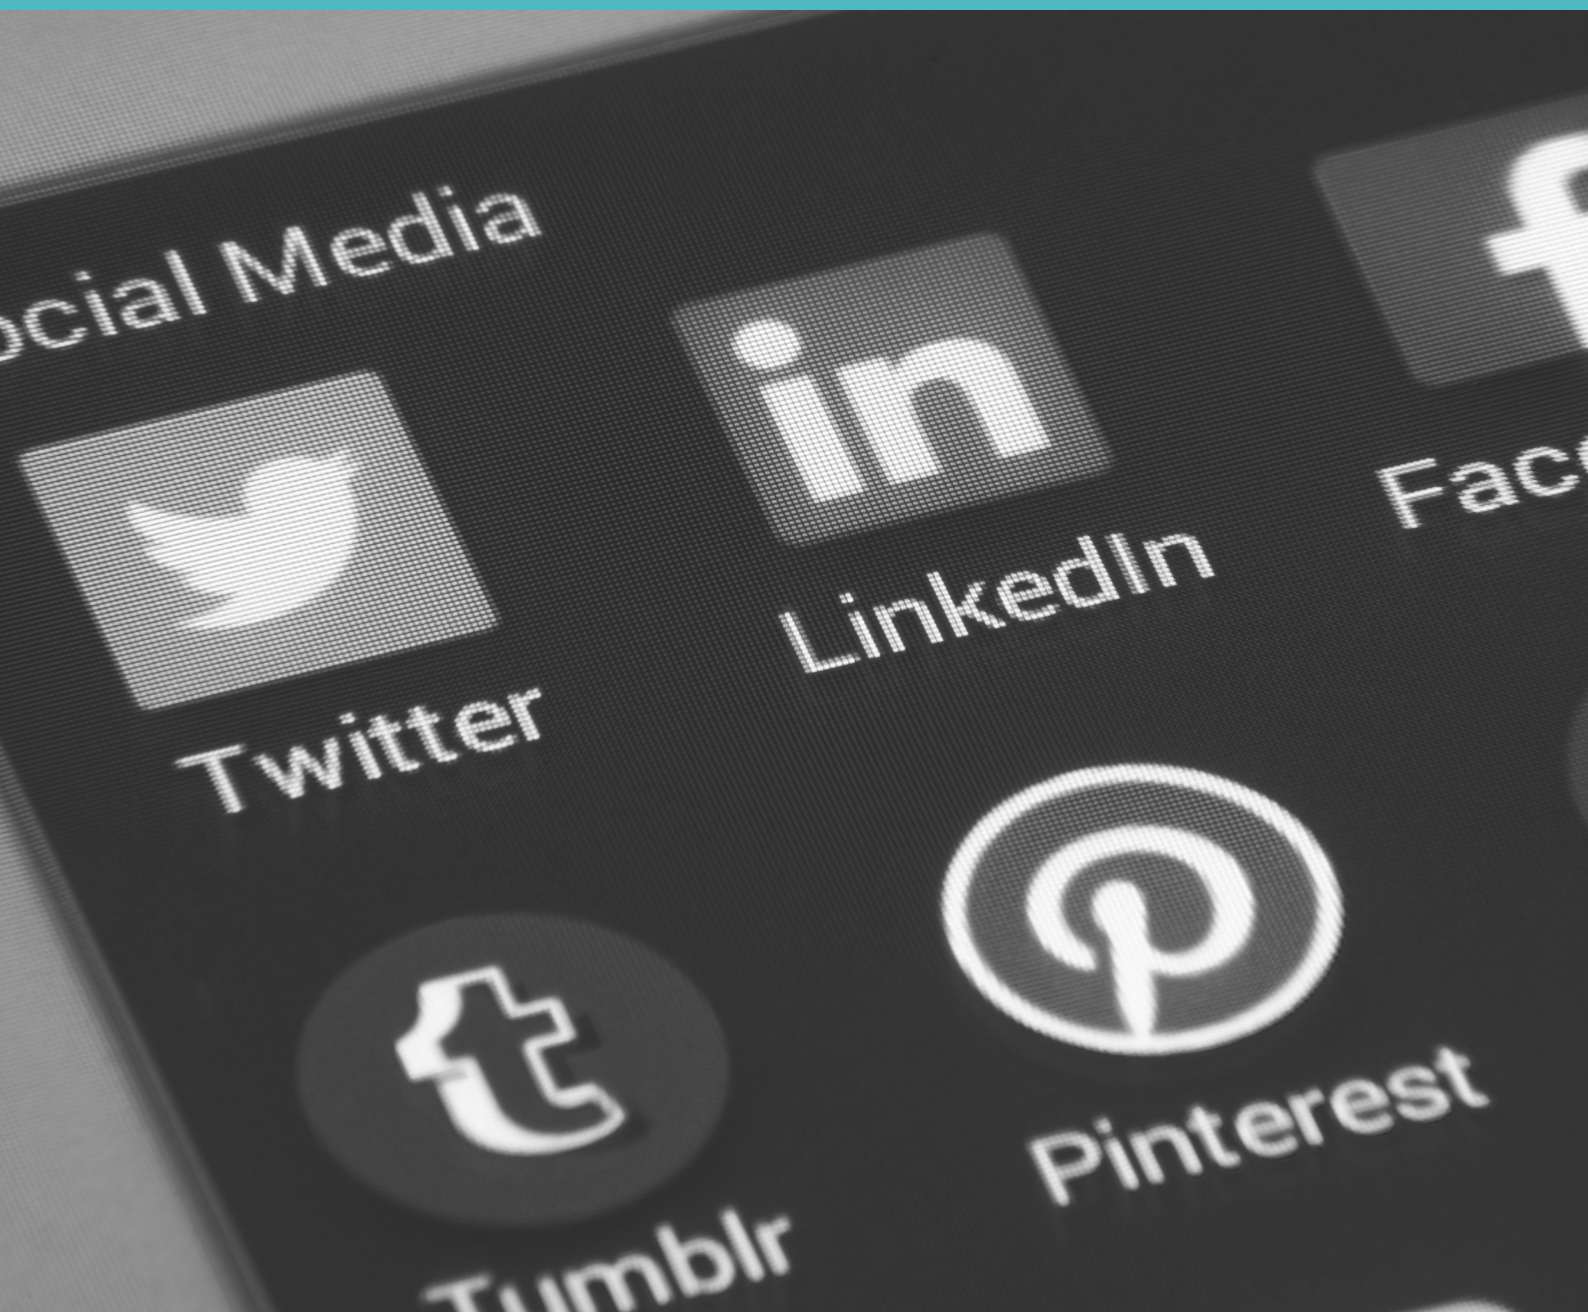 ocial Media
Twitter
in
LinkedIn
f
Fac
t
Tumblr
Pinterest